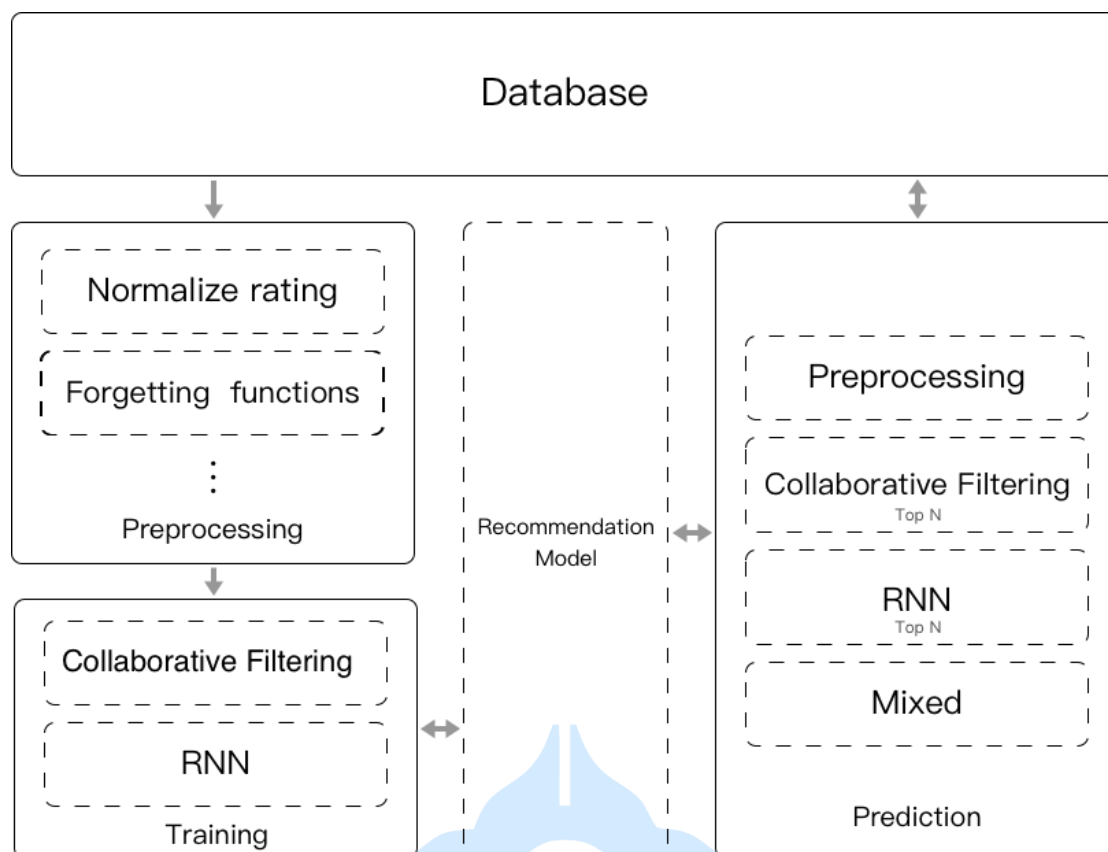 Database
Normalize rating
Forgetting functions
⋮
Preprocessing
Collaborative Filtering
RNN
Training
Recommendation
Model
Preprocessing
Collaborative Filtering
Top N
RNN
Top N
Mixed
Prediction